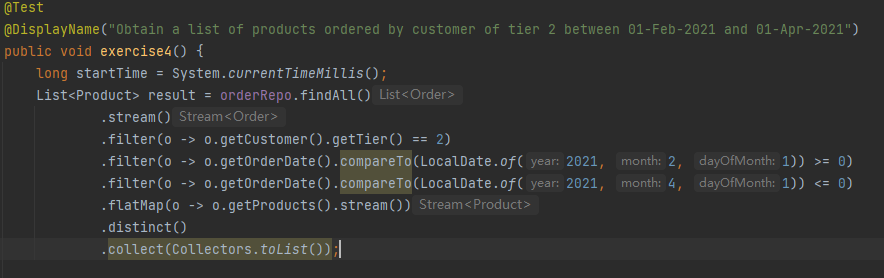 @Test
@DisplayName("Obtain a list of products ordered by customer of tier 2 between 01-Feb-2021 and 01-Apr-2021")
public void exercise4() {
long startTime = System.currentTimeMillis();
List<Product> result = orderRepo.findAll() List<Order>
.stream() Stream<Order>
.filter(o -> o.getCustomer().getTier() == 2)
.filter(o -> o.getOrderDate().compareTo(LocalDate.of( year: 2021, month: 2, dayOfMonth: 1)) >= 0)
.filter(o -> o.getOrderDate().compareTo(LocalDate.of( year: 2021, month: 4, dayOfMonth: 1)) <= 0)
.flatMap(o -> o.getProducts().stream()) Stream<Product>
.distinct()
.collect(Collectors.toList());